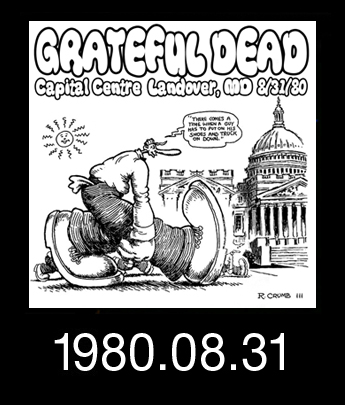 GRATEFUL DEAD
Capital Centre Landover, MD 8/31/80
"THERE COMES A
TIME WHEN A GUY
HAS TO PUT ON HIS
SHOES AND TRUCK
ON DOWN."
R. CRUMB III
1980.08.31